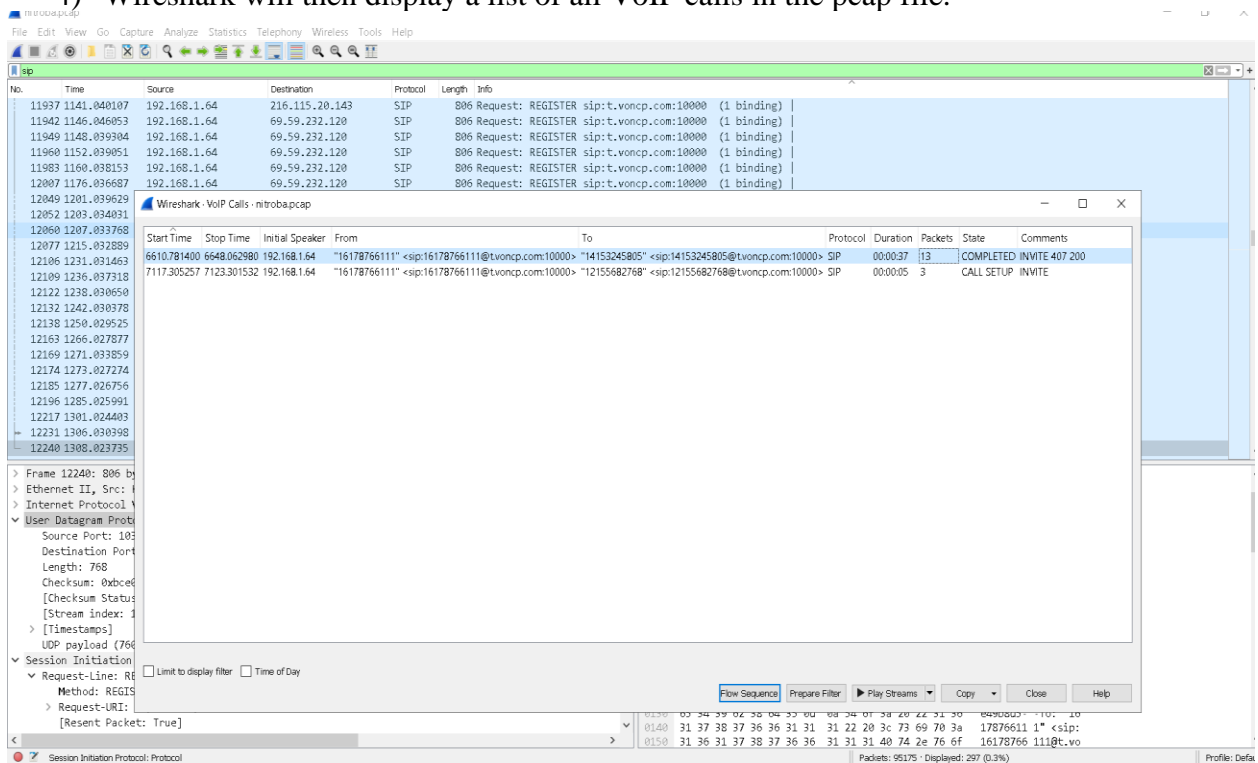 4) Wireshark will then display a list of all VoIP calls in the pcap file.
nitroba.pcap
File Edit View Go Capture Analyze Statistics Telephony Wireless Tools Help
sip
No. Time Source Destination Protocol Length Info
11937 1141.040107 192.168.1.64 216.115.20.143 SIP 806 Request: REGISTER sip:t.voncp.com:10000 (1 binding) |
11942 1146.046053 192.168.1.64 69.59.232.120 SIP 806 Request: REGISTER sip:t.voncp.com:10000 (1 binding) |
11949 1148.039304 192.168.1.64 69.59.232.120 SIP 806 Request: REGISTER sip:t.voncp.com:10000 (1 binding) |
11960 1152.039051 192.168.1.64 69.59.232.120 SIP 806 Request: REGISTER sip:t.voncp.com:10000 (1 binding) |
11983 1160.038153 192.168.1.64 69.59.232.120 SIP 806 Request: REGISTER sip:t.voncp.com:10000 (1 binding) |
12007 1176.036687 192.168.1.64 69.59.232.120 SIP 806 Request: REGISTER sip:t.voncp.com:10000 (1 binding) |
12049 1201.039629
12052 1203.034031
12060 1207.033768
12077 1215.032889
12106 1231.031463
12109 1236.037318
12122 1238.030650
12132 1242.030378
12138 1250.029525
12163 1266.027877
12169 1271.033859
12174 1273.027274
12185 1277.026756
12196 1285.025991
12217 1301.024403
12231 1306.030398
12240 1308.023735
Wireshark · VoIP Calls · nitroba.pcap
Start Time Stop Time Initial Speaker From To Protocol Duration Packets State Comments
6610.781400 6648.062980 192.168.1.64 "16178766111" <sip:16178766111@t.voncp.com:10000> "14153245805" <sip:14153245805@t.voncp.com:10000> SIP 00:00:37 13 COMPLETED INVITE 407 200
7117.305257 7123.301532 192.168.1.64 "16178766111" <sip:16178766111@t.voncp.com:10000> "12155682768" <sip:12155682768@t.voncp.com:10000> SIP 00:00:05 3 CALL SETUP INVITE
Limit to display filter Time of Day
Flow Sequence Prepare Filter Play Streams Copy Close Help
> Frame 12240: 806 by
> Ethernet II, Src:
> Internet Protocol
User Datagram Proto
Source Port: 103
Destination Port
Length: 768
Checksum: 0xbce0
[Checksum Status
[Stream index: 1
> [Timestamps]
UDP payload (760
Session Initiation
Request-Line: RE
Method: REGIS
> Request-URI:
[Resent Packet: True]
0140 31 37 38 37 36 36 31 31 31 22 20 3c 73 69 70 3a 17876611 1" <sip:
0150 31 36 31 37 38 37 36 36 31 31 31 40 74 2e 76 6f 16178766 111@t.vo
Session Initiation Protocol: Protocol Packets: 95175 · Displayed: 297 (0.3%) Profile: Defa